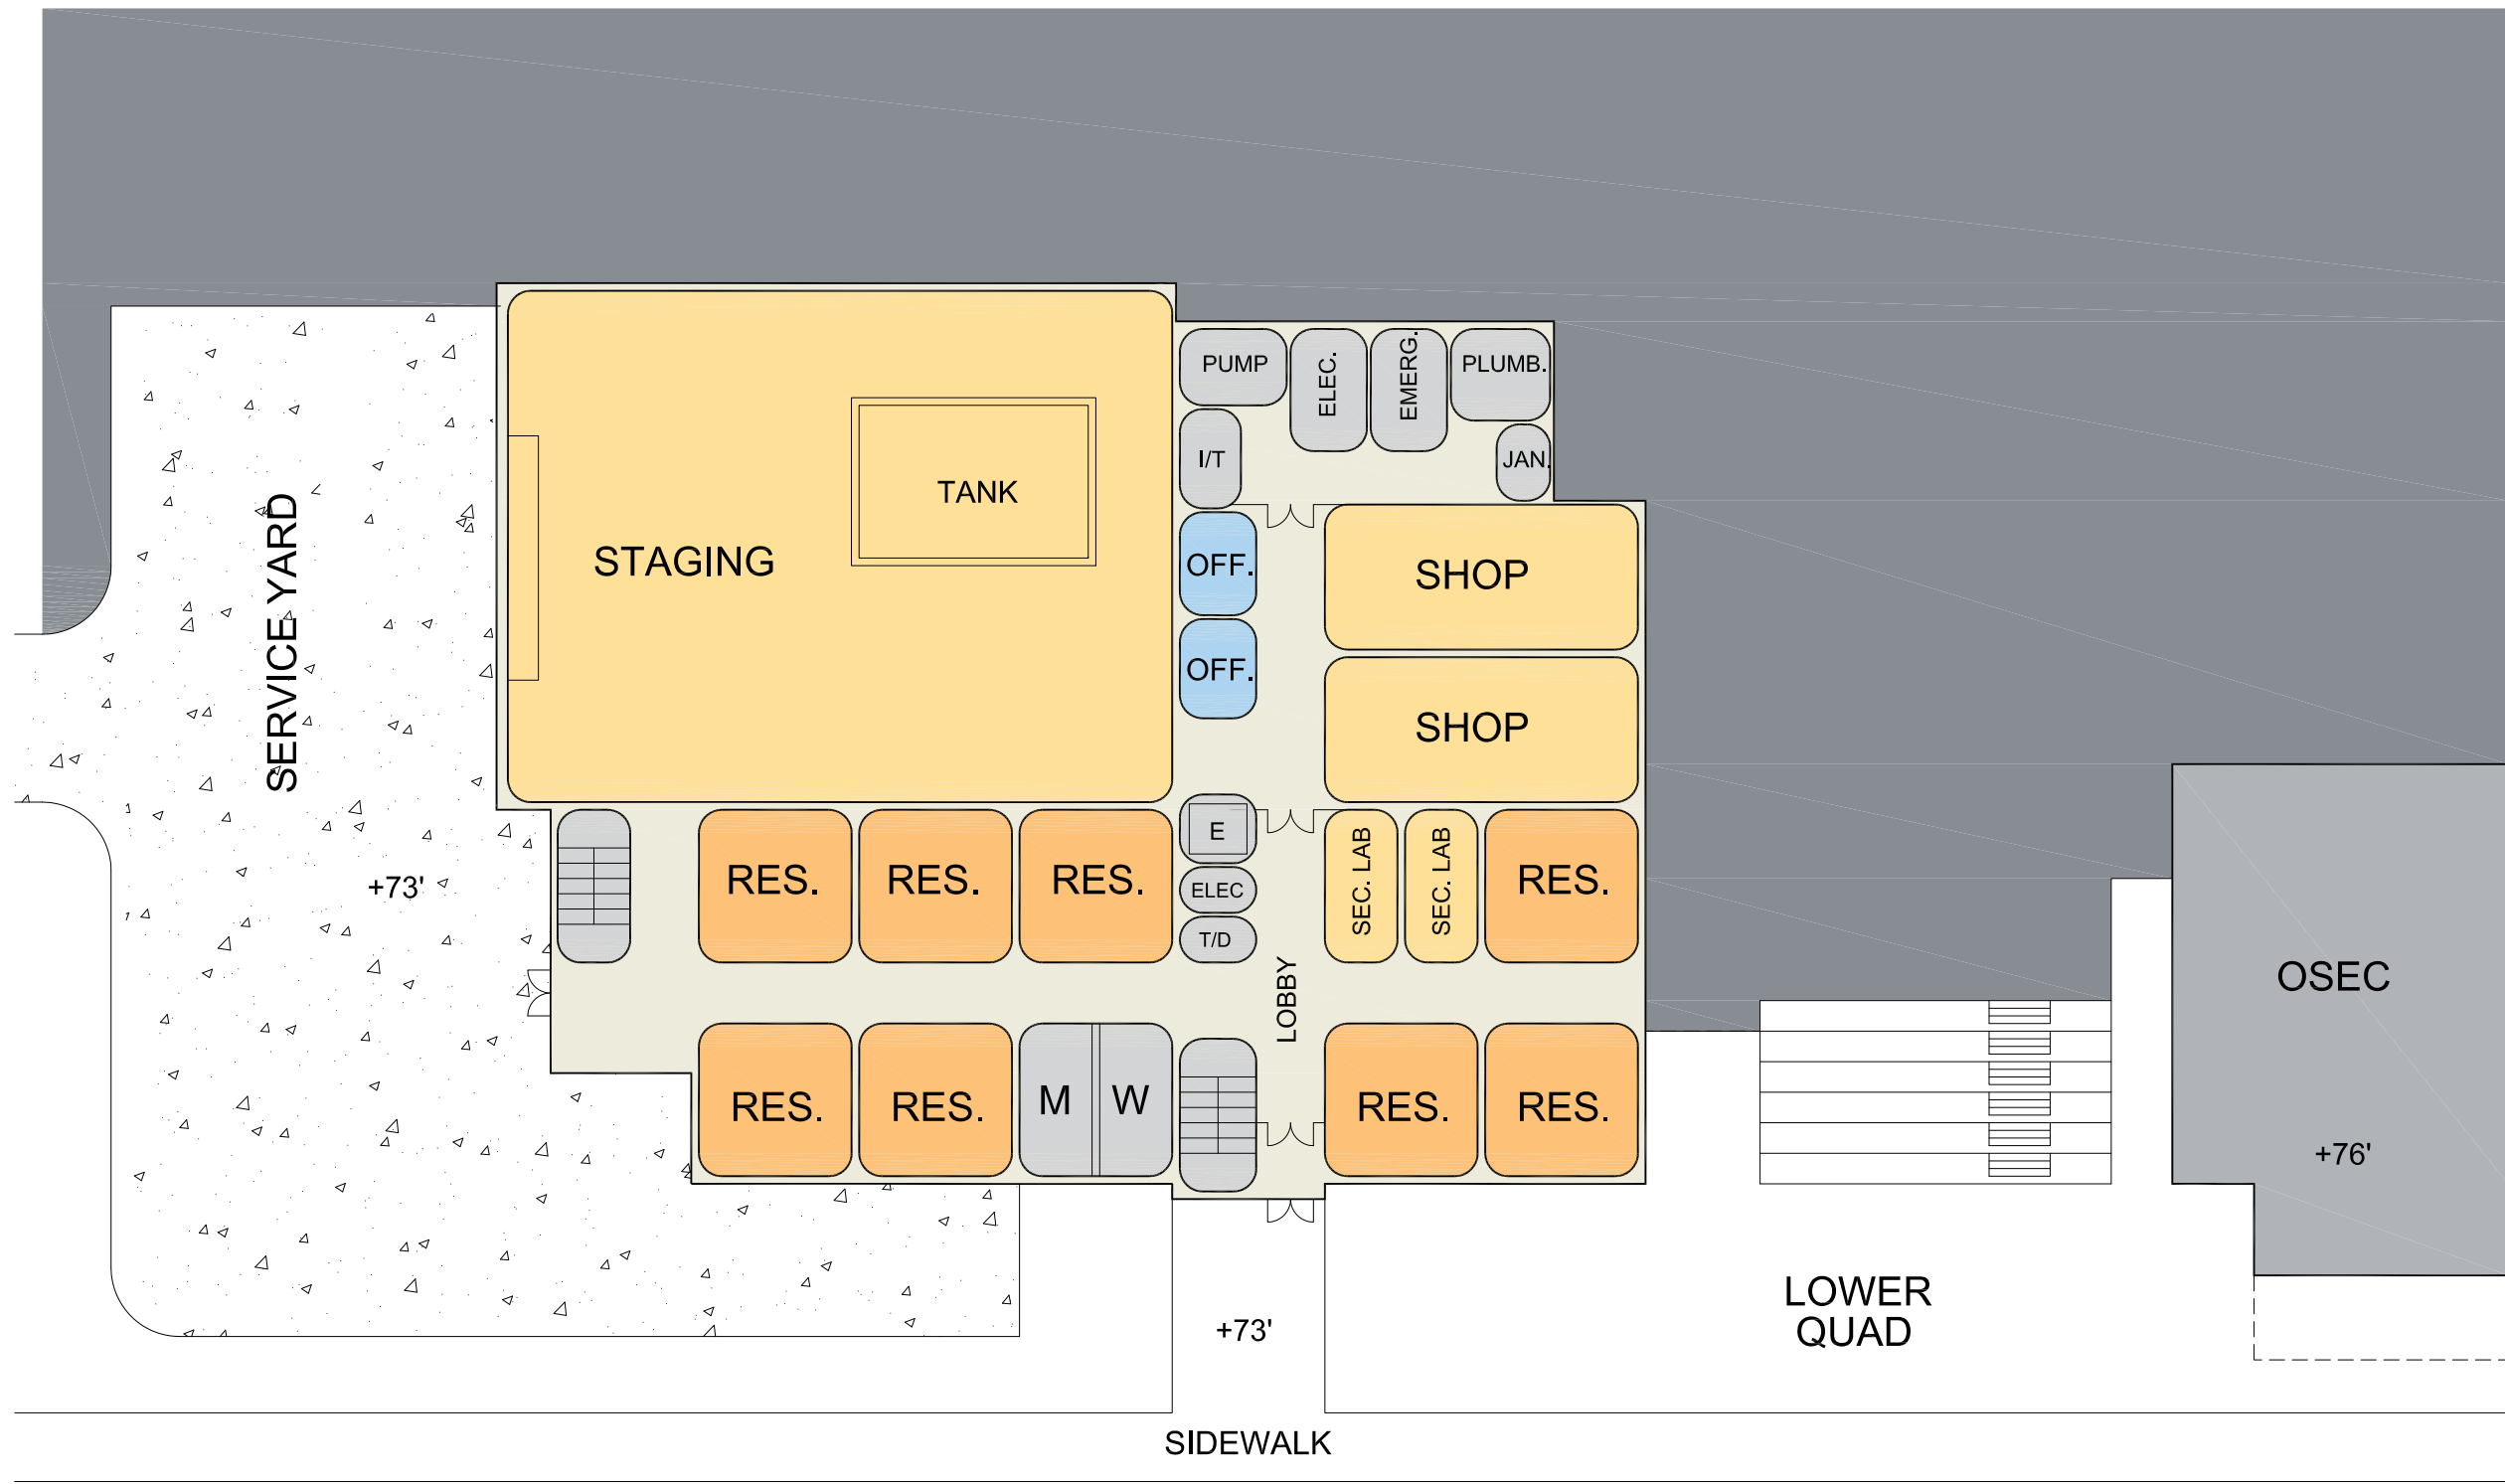 PUMP
ELEC.
EMERG.
PLUMB.
I/T
JAN.
TANK
STAGING
OFF.
SHOP
SERVICE YARD
OFF.
SHOP
E
ELEC
T/D
RES.
RES.
RES.
SEC. LAB
SEC. LAB
RES.
+73'
LOBBY
OSEC
RES.
RES.
M
W
RES.
RES.
+76'
LOWER
QUAD
+73'
SIDEWALK